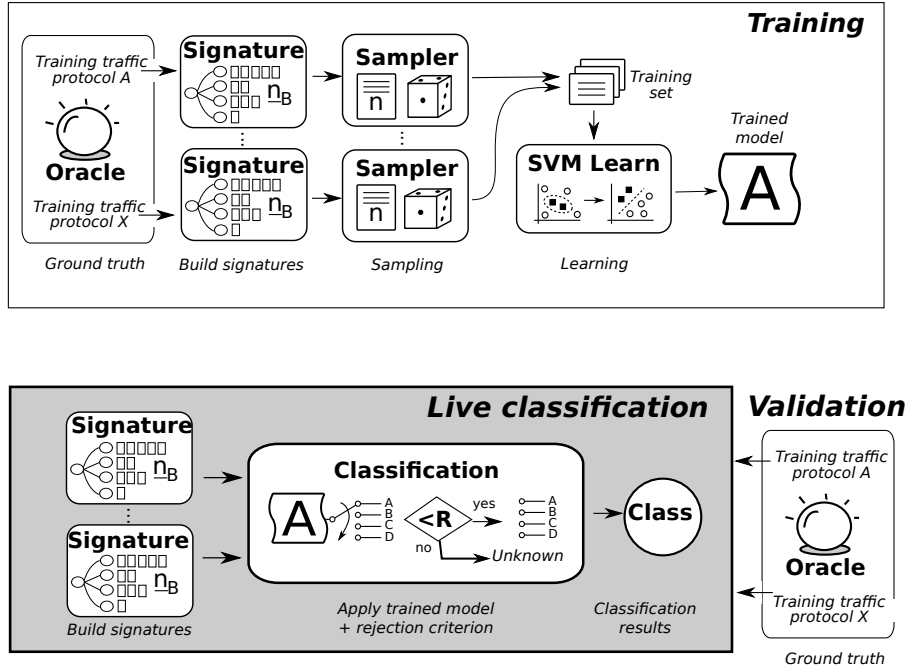 Training
Training traffic
protocol A
Oracle
Training traffic
protocol X
Ground truth
Signature
n_B
Signature
n_B
Build signatures
Sampler
n
Sampler
n
Sampling
Training
set
SVM Learn
Learning
Trained
model
A
Live classification
Signature
n_B
Signature
n_B
Build signatures
Classification
A
A
B
C
D
<R
yes
no
A
B
C
D
Unknown
Apply trained model
+ rejection criterion
Class
Classification
results
Validation
Training traffic
protocol A
Oracle
Training traffic
protocol X
Ground truth